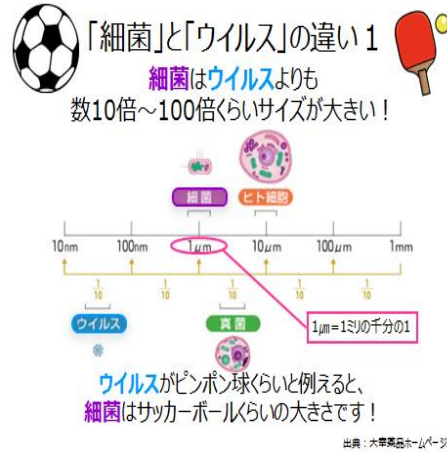 「細菌」と「ウイルス」の違い 1
細菌はウイルスよりも
数10倍～100倍くらいサイズが大きい！
細菌 ヒト細胞
10nm 100nm 1μm 10μm 100μm 1mm
1/10 1/10 1/10 1/10 1/10
ウイルス 真菌
1μm=1ミリの千分の1
ウイルスがピンポン球くらいと例えると、
細菌はサッカーボールくらいの大きさです！
出典：大幸薬品ホームページ